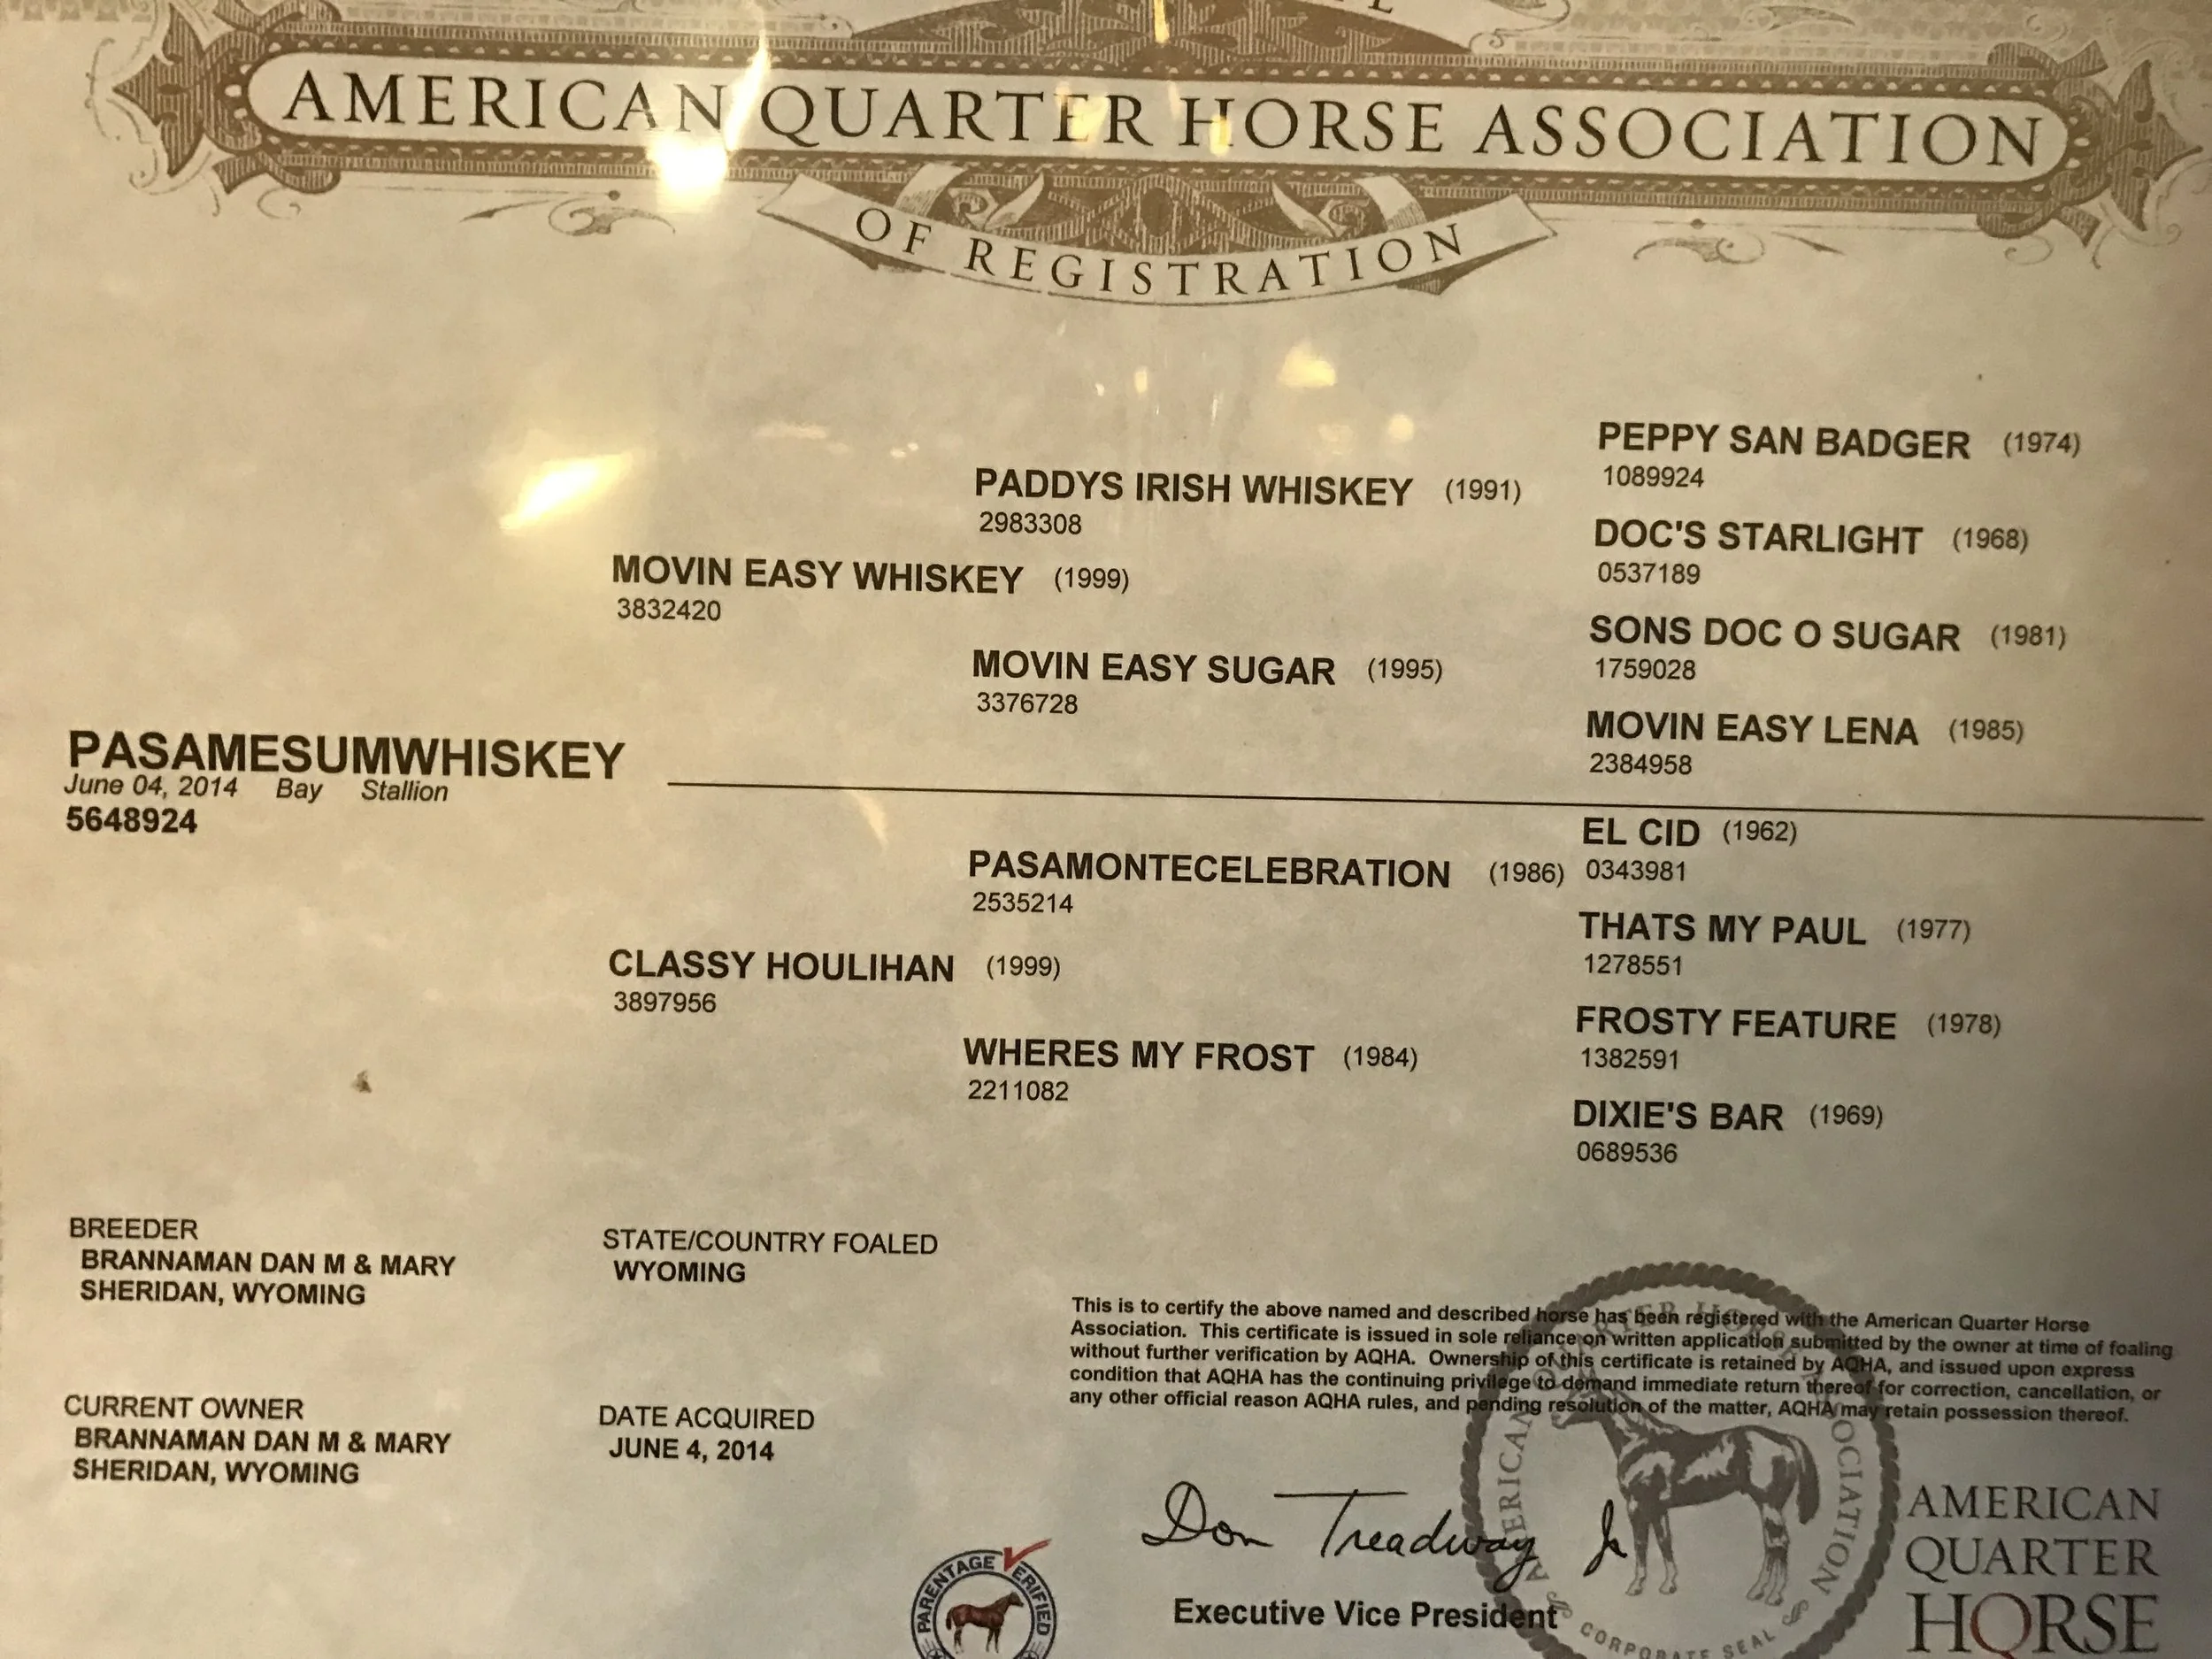 AMERICAN QUARTER HORSE ASSOCIATION
OF REGISTRATION
PEPPY SAN BADGER (1974)
1089924
PADDYS IRISH WHISKEY (1991)
2983308
DOC'S STARLIGHT (1968)
0537189
MOVIN EASY WHISKEY (1999)
3832420
SONS DOC O SUGAR (1981)
1759028
MOVIN EASY SUGAR (1995)
3376728
MOVIN EASY LENA (1985)
2384958
PASAMESUMWHISKEY
June 04, 2014 Bay Stallion
5648924
EL CID (1962)
0343981
PASAMONTECELEBRATION (1986)
2535214
THATS MY PAUL (1977)
1278551
CLASSY HOULIHAN (1999)
3897956
FROSTY FEATURE (1978)
1382591
WHERES MY FROST (1984)
2211082
DIXIE'S BAR (1969)
0689536
BREEDER
BRANNAMAN DAN M & MARY
SHERIDAN, WYOMING
STATE/COUNTRY FOALED
WYOMING
CURRENT OWNER
BRANNAMAN DAN M & MARY
SHERIDAN, WYOMING
DATE ACQUIRED
JUNE 4, 2014
This is to certify the above named and described horse has been registered with the American Quarter Horse
Association. This certificate is issued in sole reliance on written application submitted by the owner at time of foaling
without further verification by AQHA. Ownership of this certificate is retained by AQHA, and issued upon express
condition that AQHA has the continuing privilege to demand immediate return thereof for correction, cancellation, or
any other official reason AQHA rules, and pending resolution of the matter, AQHA may retain possession thereof.
Don Treadway Jr
Executive Vice President
PARENTAGE VERIFIED
CORPORATE SEAL
AMERICAN
QUARTER
HORSE